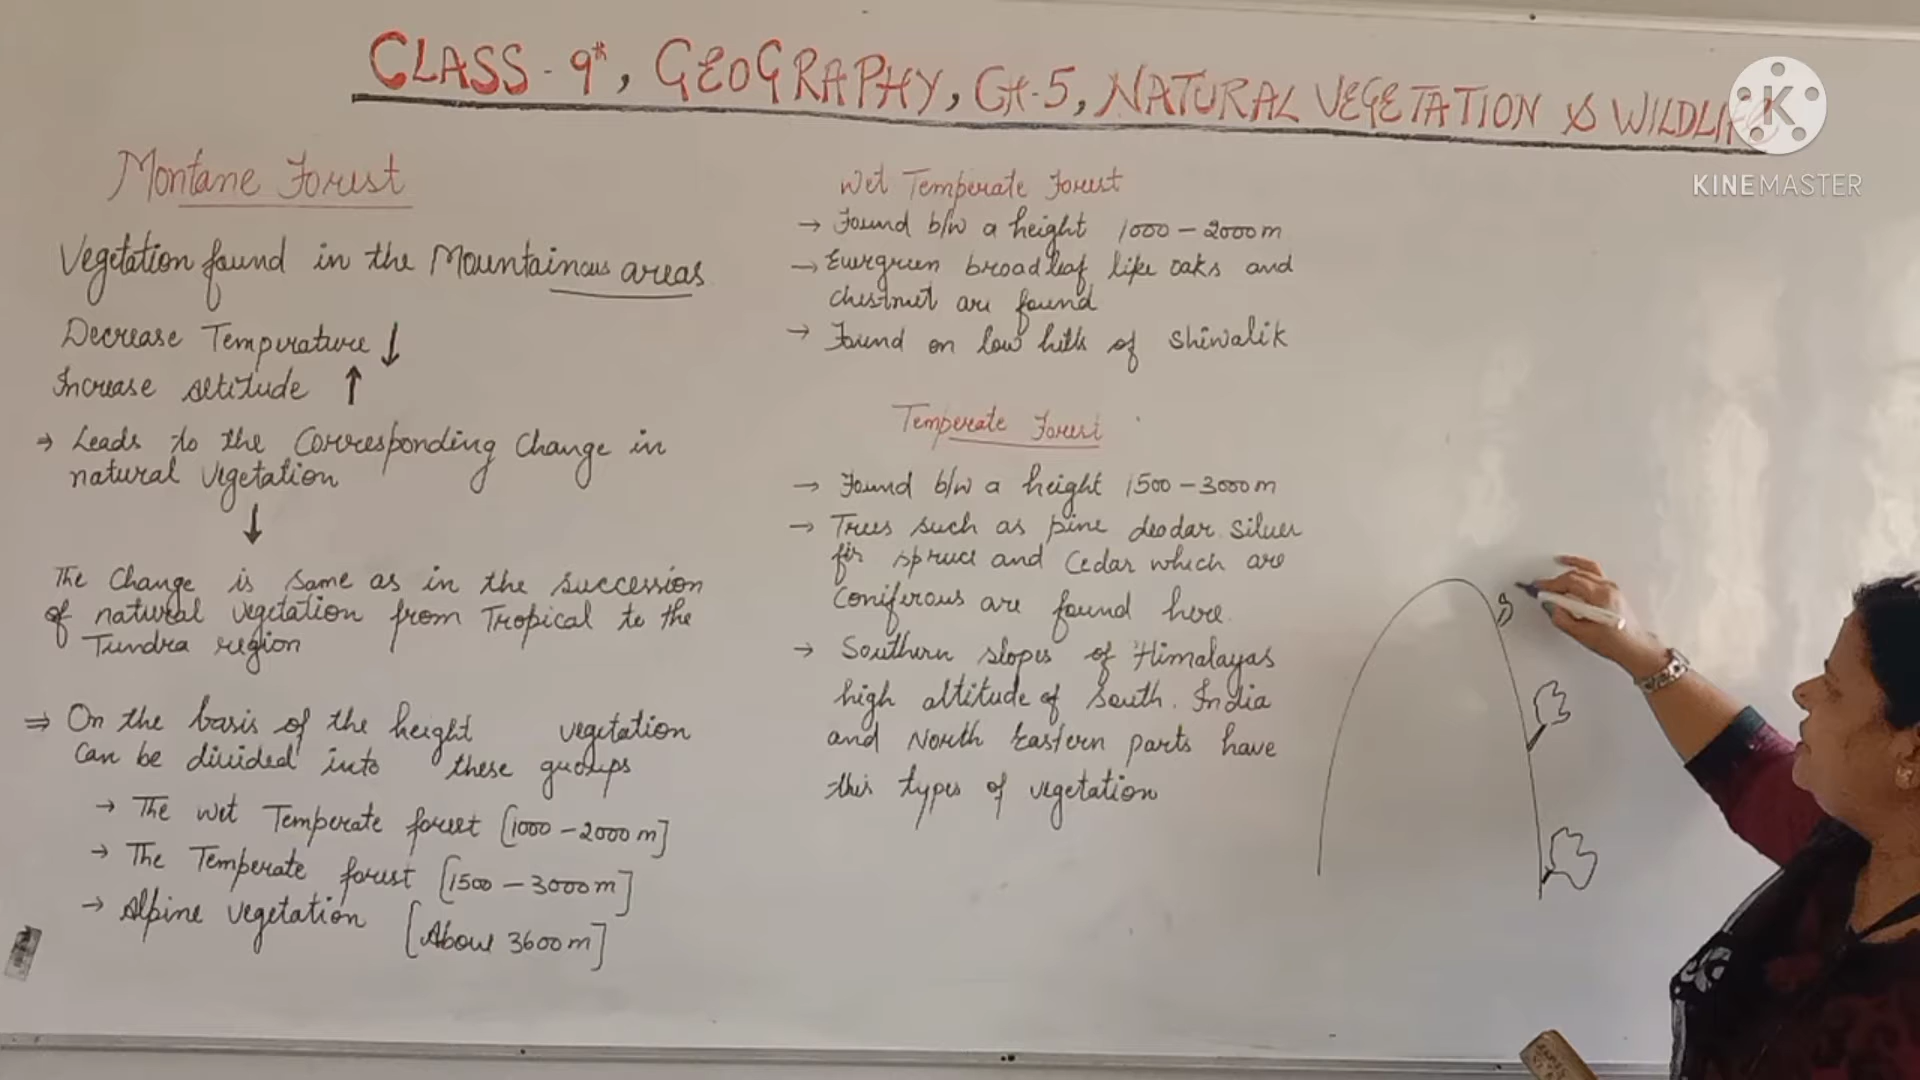 CLASS-9th, GEOGRAPHY, CH-5, NATURAL VEGETATION & WILDLIFE
KINEMASTER
Montane Forest
Vegetation found in the Mountainous areas
Decrease Temperature ↓
Increase altitude ↑
→ Leads to the Corresponding Change in
natural vegetation
↓
The Change is same as in the succession
of natural vegetation from Tropical to the
Tundra region
⇒ On the basis of the height vegetation
can be divided into these groups
→ The wet Temperate forest [1000-2000m]
→ The Temperate forest [1500-3000m]
→ Alpine vegetation [Above 3600m]
Wet Temperate Forest
→ Found b/w a height 1000-2000m
→ Evergreen broadleaf like oaks and
chestnut are found
→ Found on low hills of Shiwalik
Temperate Forest
→ Found b/w a height 1500-3000m
→ Trees such as pine deodar silver
fir spruce and Cedar which are
Coniferous are found here.
→ Southern slopes of Himalayas
high altitude of South. India
and North Eastern parts have
this types of vegetation